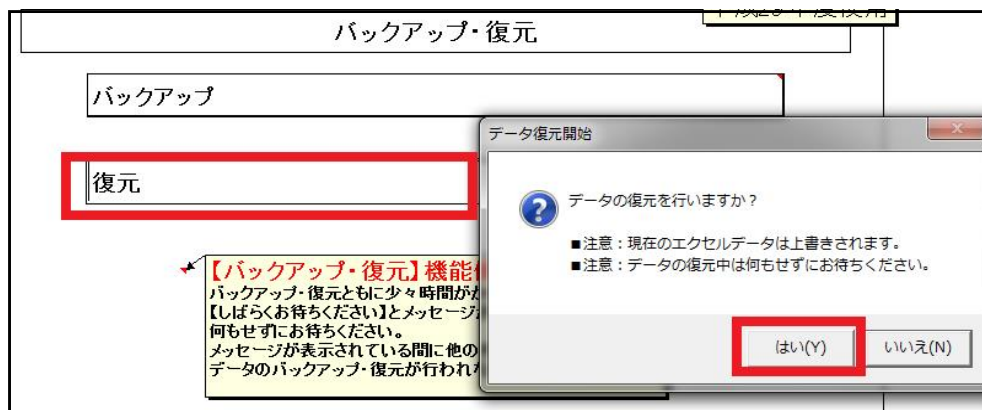 バックアップ・復元
バックアップ
データ復元開始
復元
データの復元を行いますか？
■注意：現在のエクセルデータは上書きされます。
■注意：データの復元中は何もせずにお待ちください。
はい(Y)
いいえ(N)
【バックアップ・復元】機能
バックアップ・復元ともに少々時間が
【しばらくお待ちください】とメッセージ
何もせずにお待ちください。
メッセージが表示されている間に他の
データのバックアップ・復元が行われ